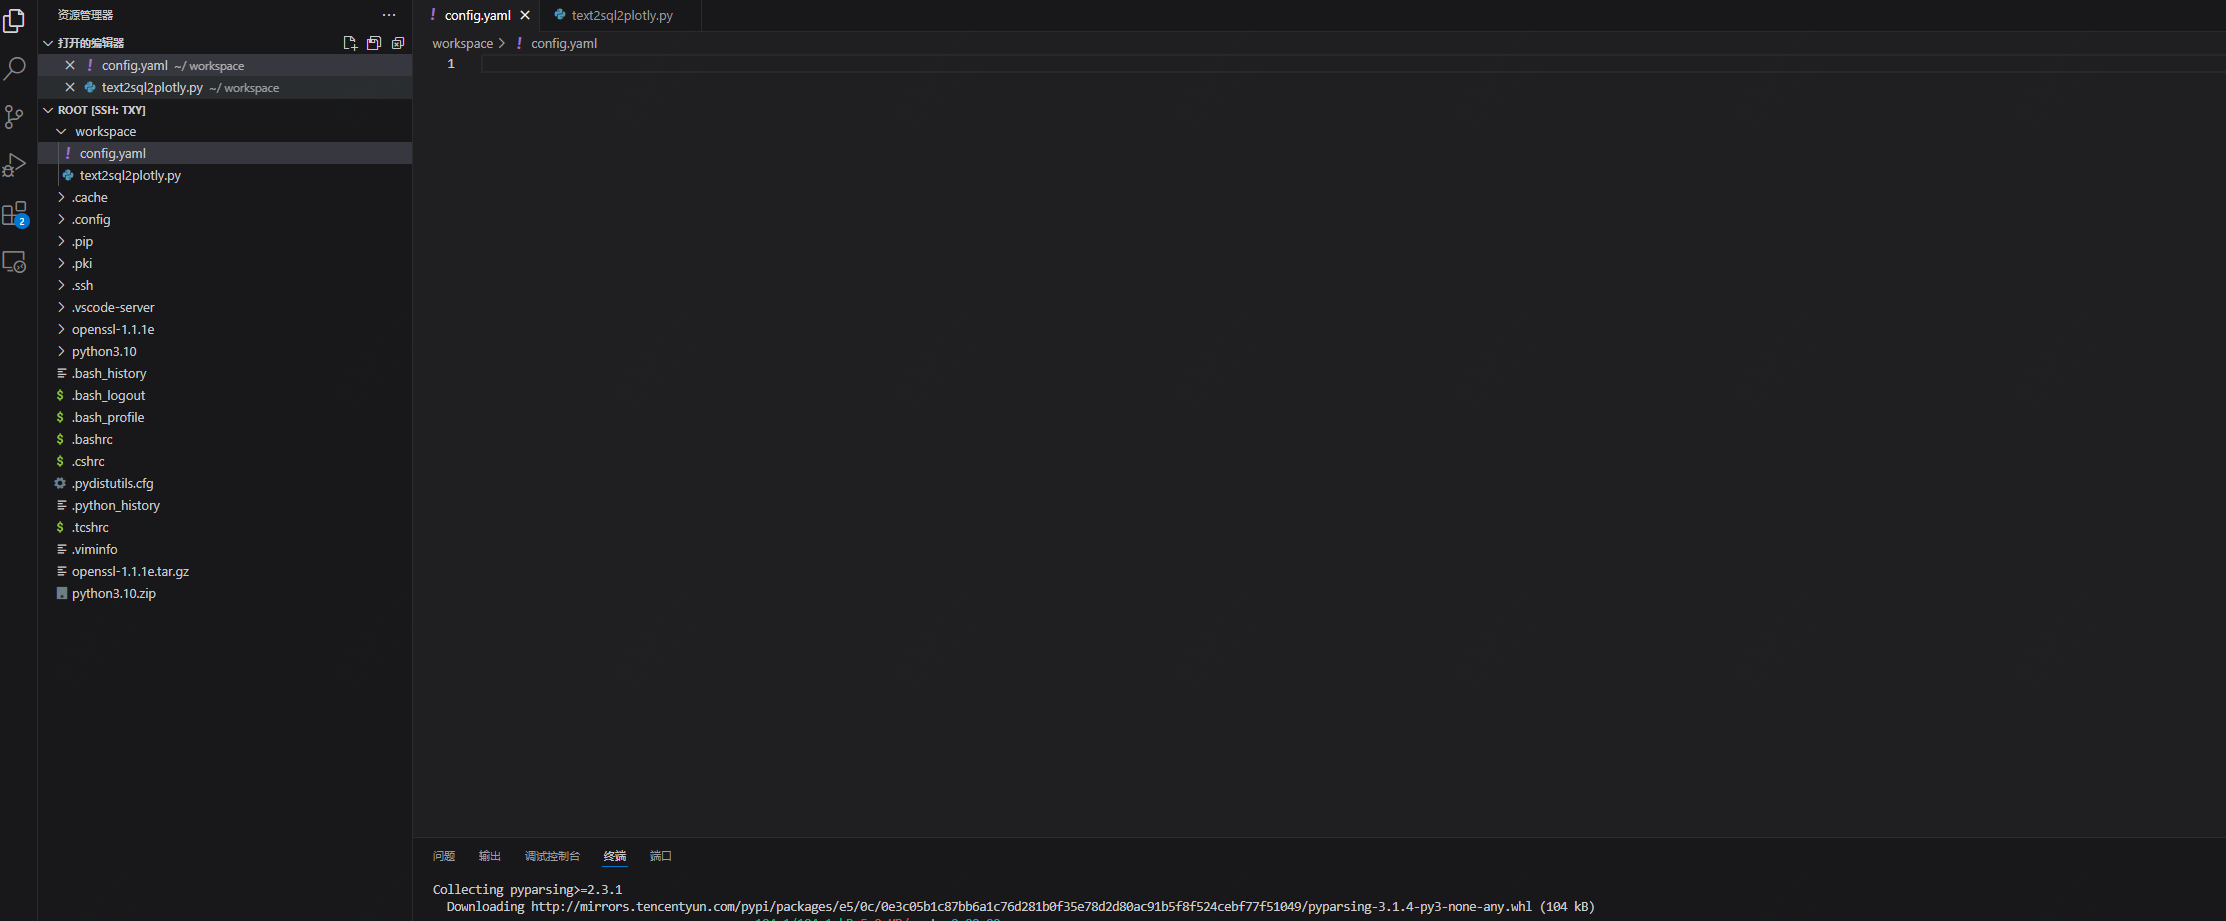 资源管理器
打开的编辑器
config.yaml ~/ workspace
text2sql2plotly.py ~/ workspace
ROOT [SSH: TXY]
workspace
config.yaml
text2sql2plotly.py
.cache
.config
.pip
.pki
.ssh
.vscode-server
openssl-1.1.1e
python3.10
.bash_history
.bash_logout
.bash_profile
.bashrc
.cshrc
.pydistutils.cfg
.python_history
.tcshrc
.viminfo
openssl-1.1.1e.tar.gz
python3.10.zip
2
config.yaml
text2sql2plotly.py
workspace > config.yaml
1
问题 输出 调试控制台 终端 端口
Collecting pyparsing>=2.3.1
Downloading http://mirrors.tencentyun.com/pypi/packages/e5/0c/0e3c05b1c87bb6a1c76d281b0f35e78d2d80ac91b5f8f524cebf77f51049/pyparsing-3.1.4-py3-none-any.whl (104 kB)